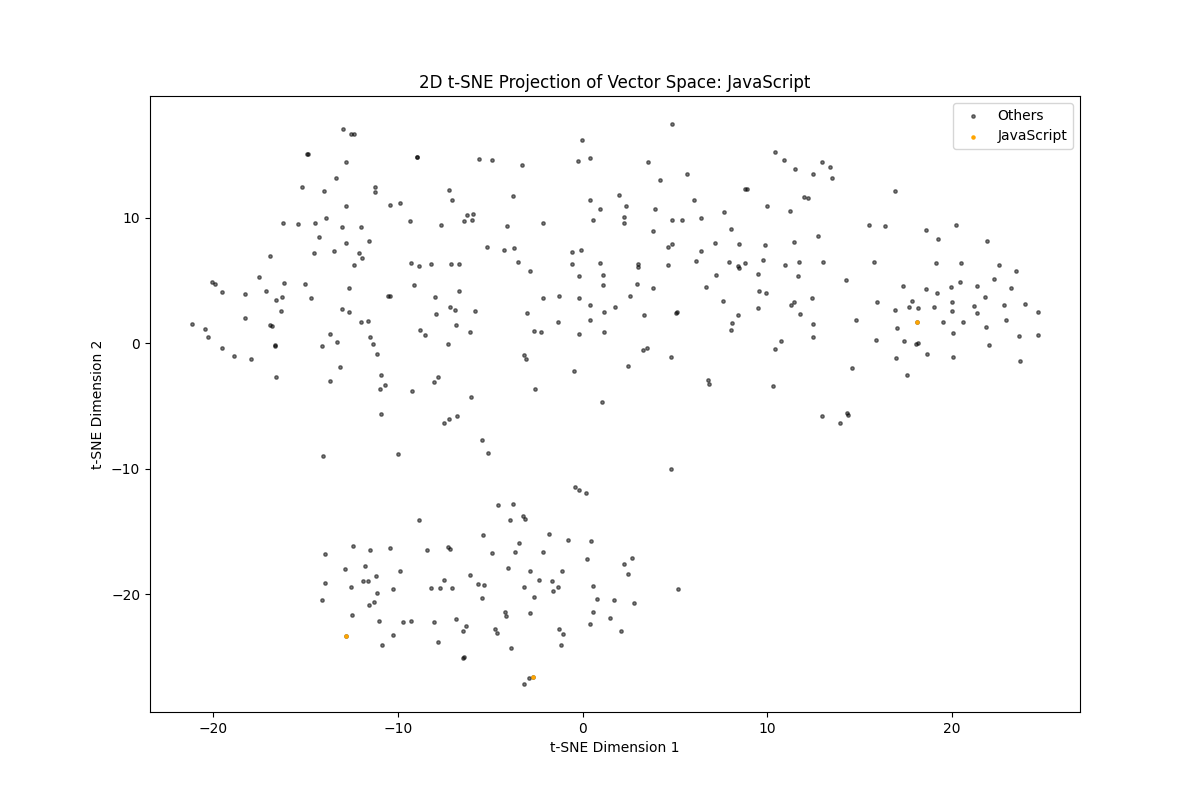 2D t-SNE Projection of Vector Space: JavaScript
Others
JavaScript
10
0
−10
−20
t-SNE Dimension 2
−20
−10
0
10
20
t-SNE Dimension 1